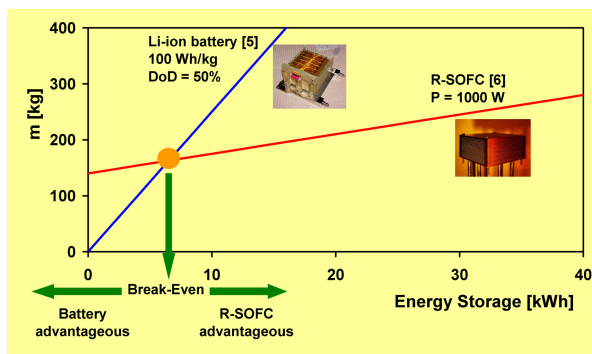 400
300
200
100
0
m [kg]
Li-ion battery [5]
100 Wh/kg
DoD = 50%
R-SOFC [6]
P = 1000 W
0
10
20
30
40
Break-Even
Energy Storage [kWh]
Battery
advantageous
R-SOFC
advantageous